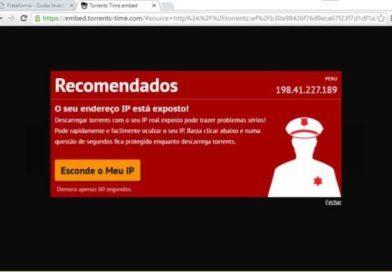 Plataforma - Guida Inve
Torrents Time embed
https://embed.torrents-time.com/#source=http%3A%2F%2Ftorrentz.wf%2Fb30a98426f76d9eca67f23f7d1df1a
Recomendados
PERU
198.41.227.189
O seu endereço IP está exposto!
Descarregar torrents com o seu IP real exposto pode trazer problemas sérios!
Pode rapidamente e facilmente ocultar o seu IP. Basta clicar abaixo e numa
questão de segundos fica protegido enquanto descarrega torrents.
Esconde o Meu IP
Demora apenas 60 segundos.
Fechar